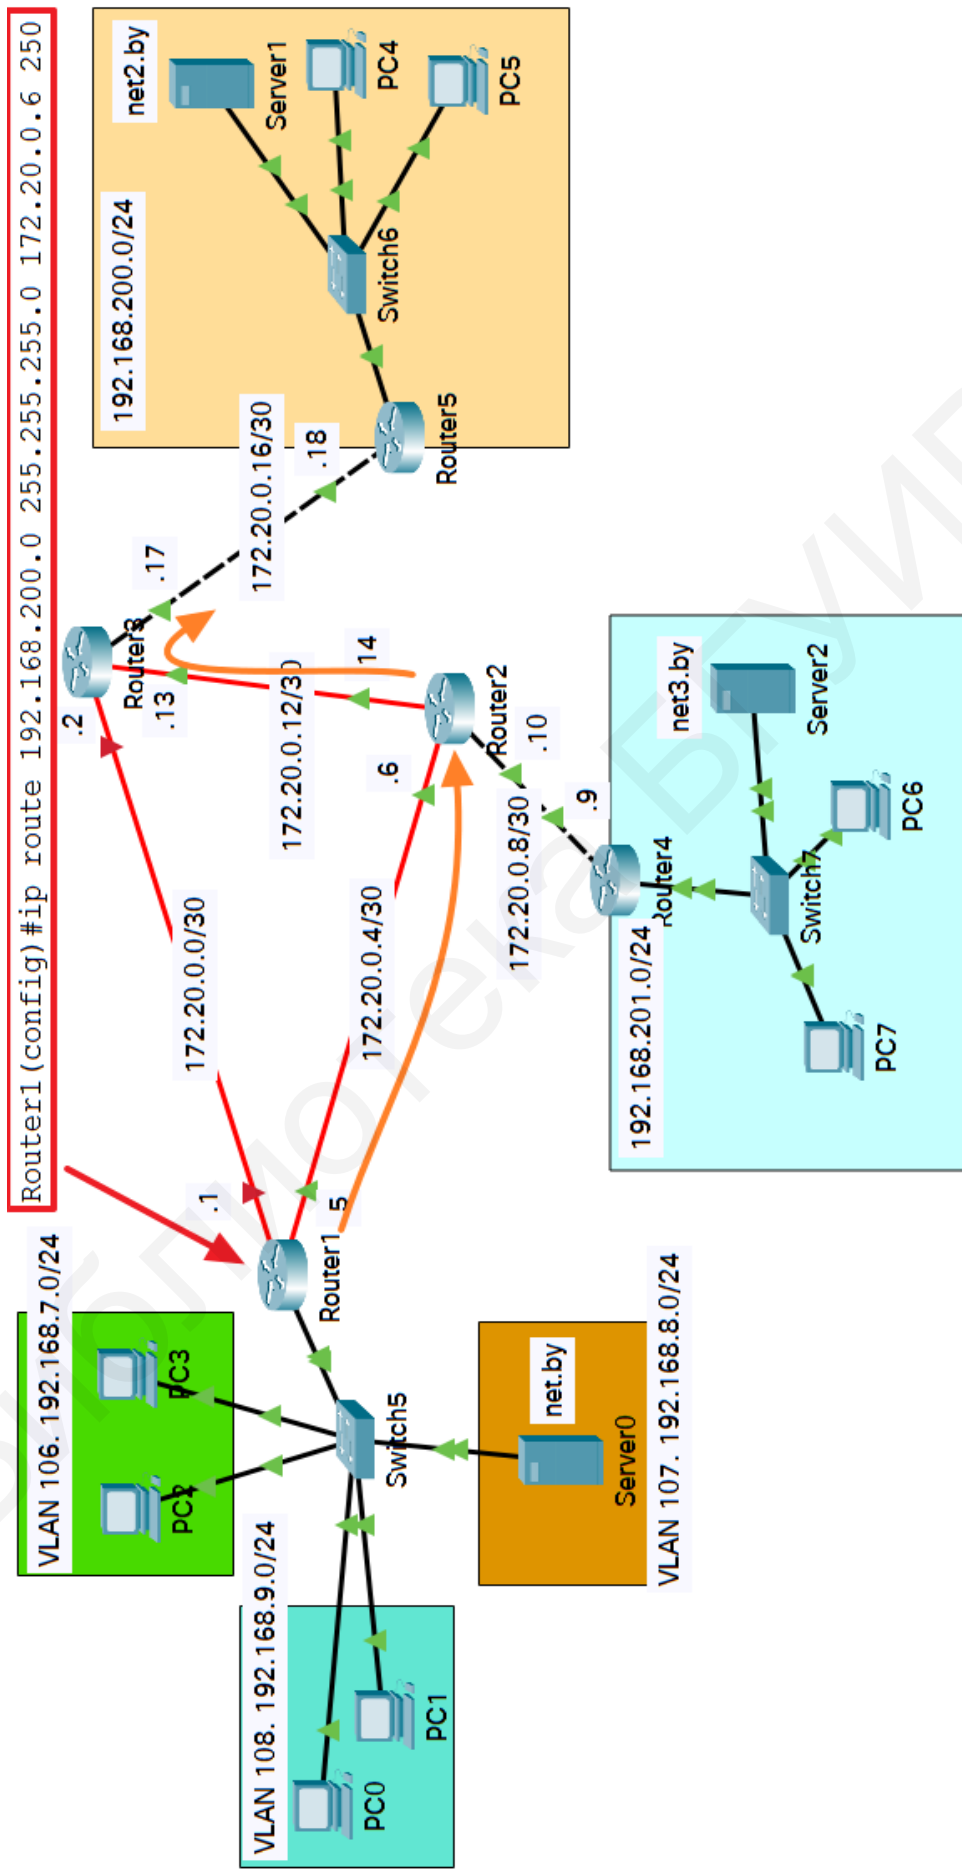 Router1(config)#ip route 192.168.200.0 255.255.255.0 172.20.0.6 250
VLAN 106. 192.168.7.0/24
PC2
PC3
VLAN 108. 192.168.9.0/24
PC0
PC1
Switch5
net.by
Server0
VLAN 107. 192.168.8.0/24
Router1
.1
5
172.20.0.0/30
172.20.0.4/30
.2
Router3
.13
.17
172.20.0.12/30
14
.6
Router2
.10
172.20.0.8/30
.9
Router4
192.168.201.0/24
PC7
Switch7
PC6
net3.by
Server2
172.20.0.16/30
.18
Router5
192.168.200.0/24
Switch6
net2.by
Server1
PC4
PC5
Библиотека БГУИР